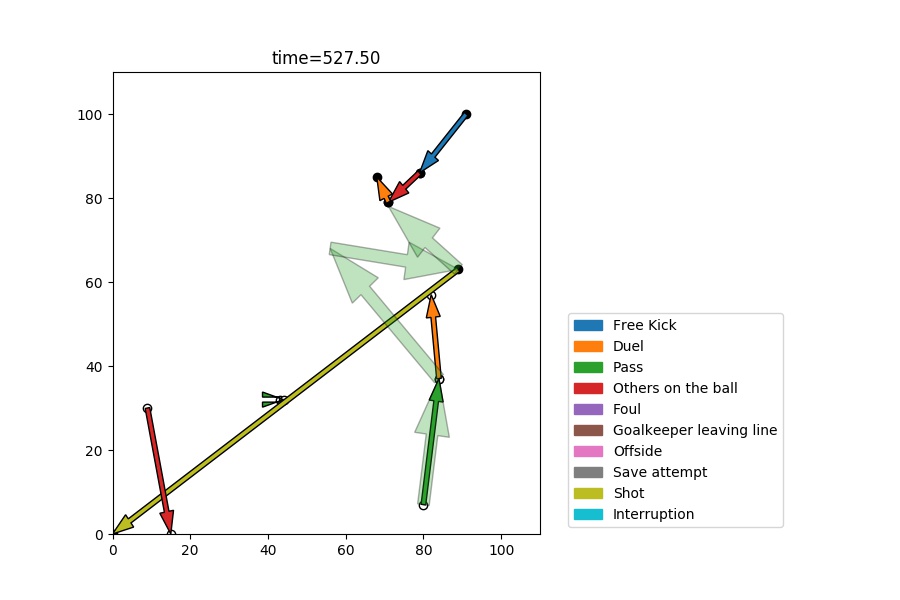 time=527.50
100
80
60
40
20
0
0
20
40
60
80
100
Free Kick
Duel
Pass
Others on the ball
Foul
Goalkeeper leaving line
Offside
Save attempt
Shot
Interruption